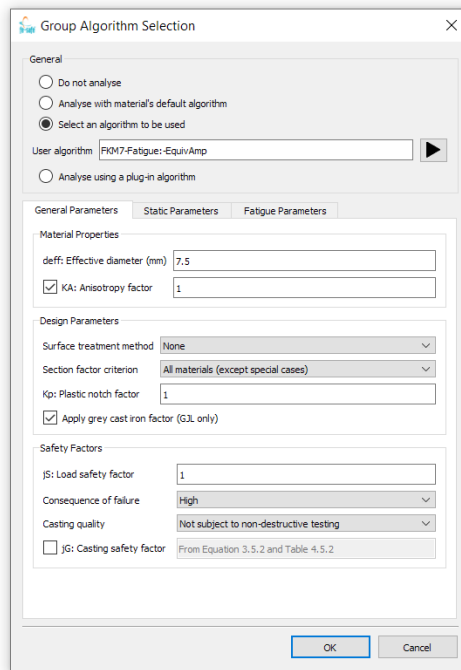 Group Algorithm Selection
General
Do not analyse
Analyse with material's default algorithm
Select an algorithm to be used
User algorithm FKM7-Fatigue:-EquivAmp
Analyse using a plug-in algorithm
General Parameters Static Parameters Fatigue Parameters
Material Properties
deff: Effective diameter (mm) 7.5
KA: Anisotropy factor 1
Design Parameters
Surface treatment method None
Section factor criterion All materials (except special cases)
Kp: Plastic notch factor 1
Apply grey cast iron factor (GJL only)
Safety Factors
jS: Load safety factor 1
Consequence of failure High
Casting quality Not subject to non-destructive testing
jG: Casting safety factor From Equation 3.5.2 and Table 4.5.2
OK Cancel